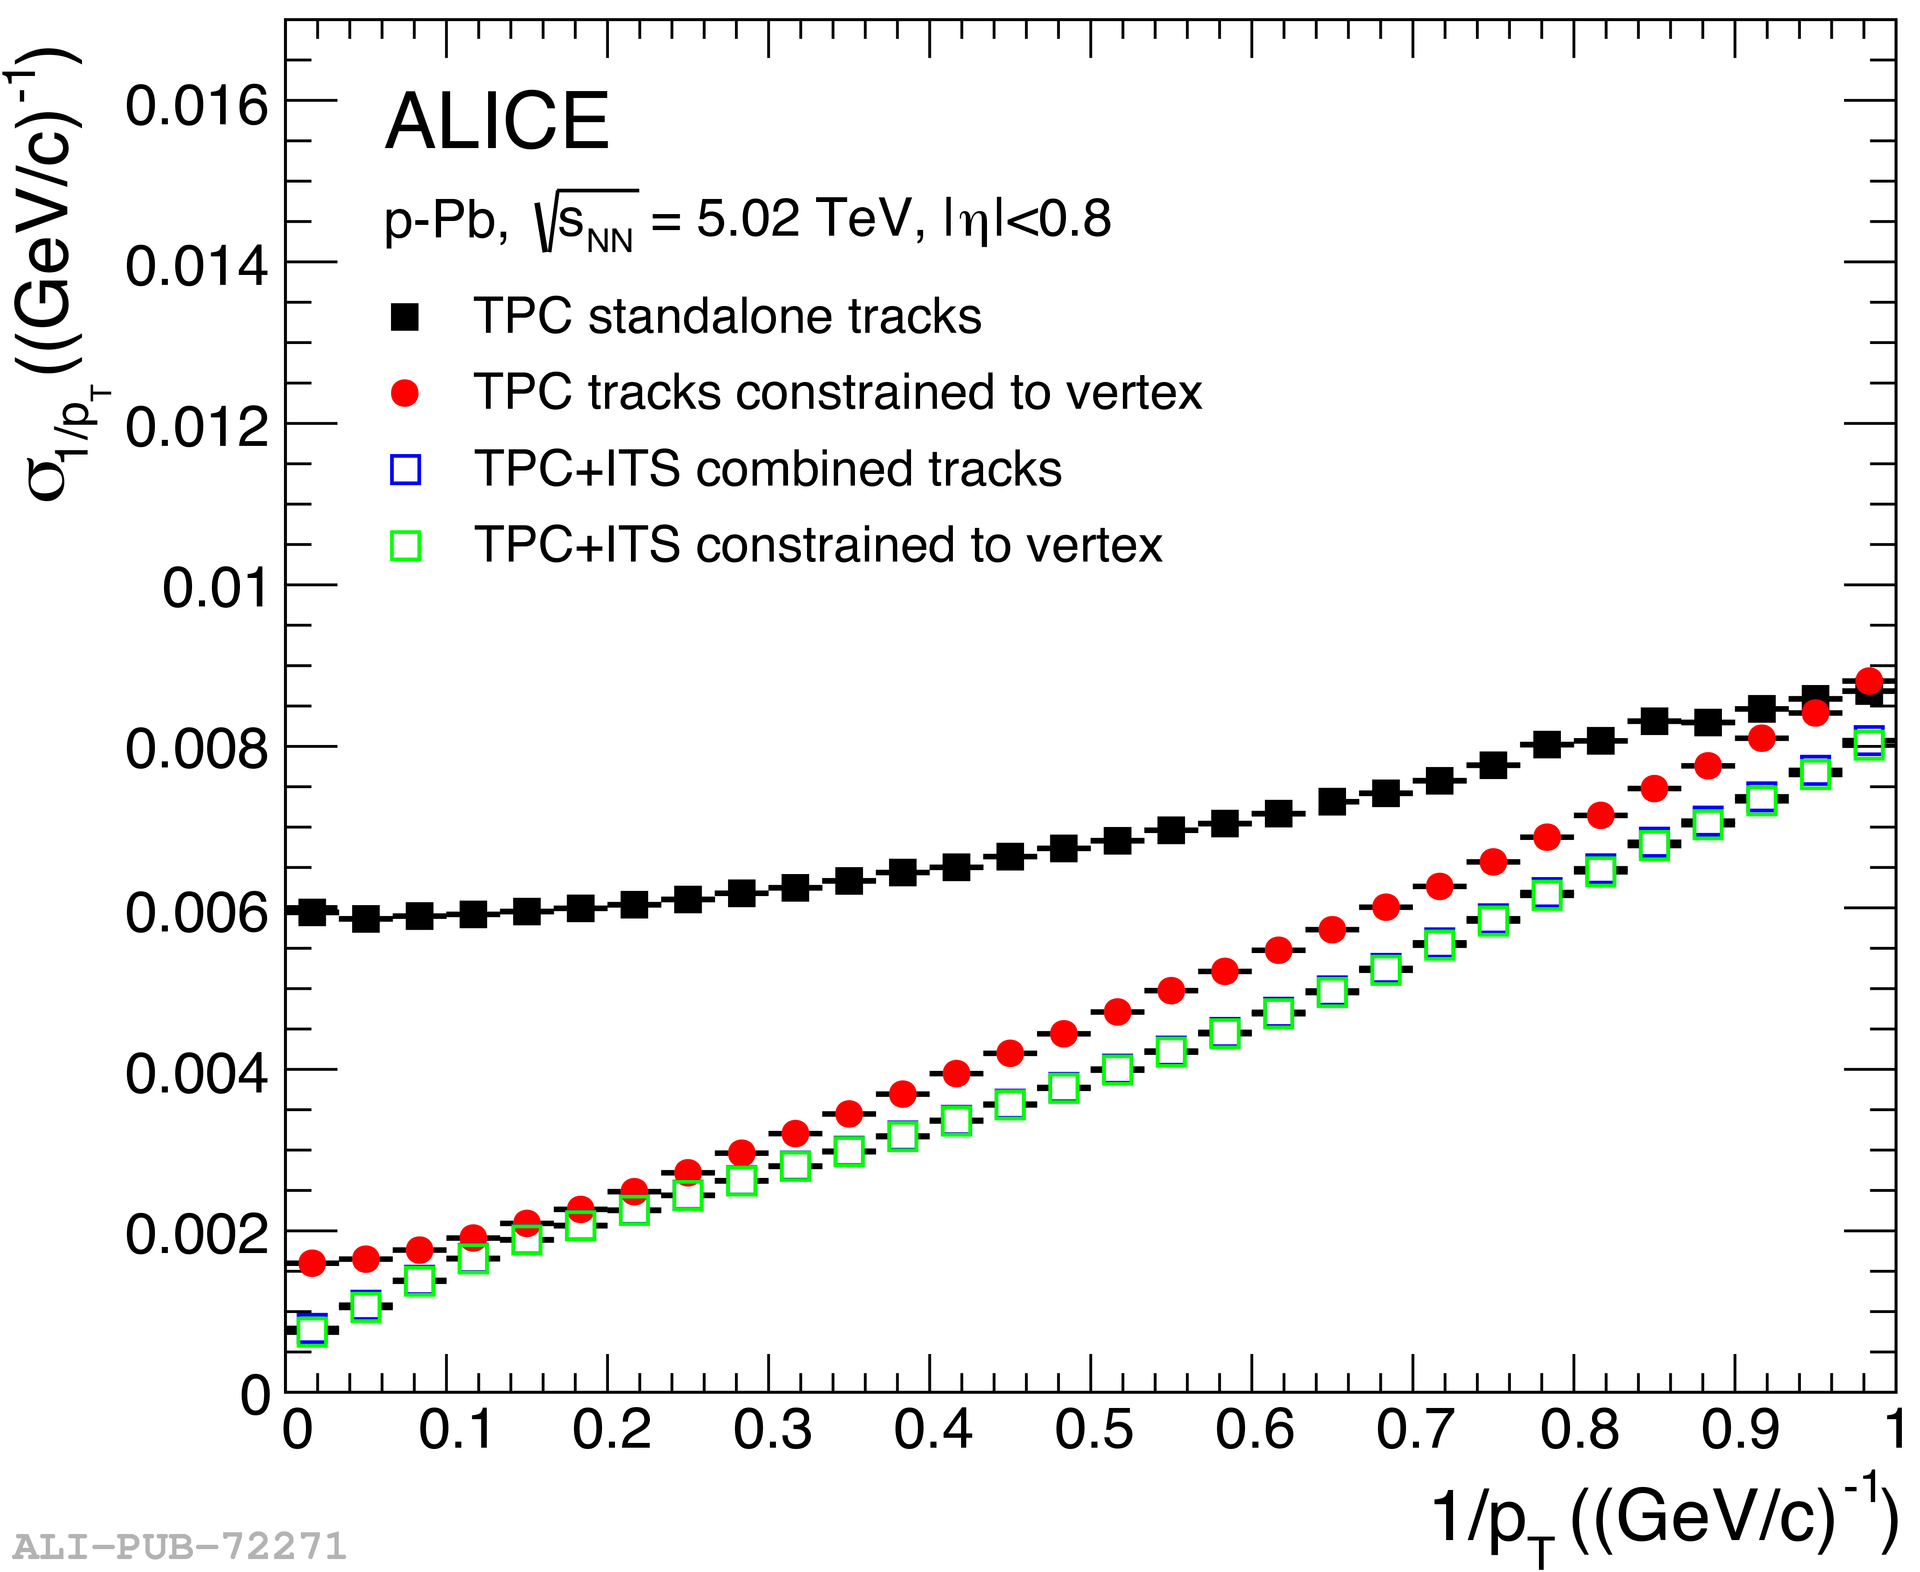 σ1/pT ((GeV/c)-1)
0.016
0.014
0.012
0.01
0.008
0.006
0.004
0.002
0
ALICE
p-Pb, √sNN = 5.02 TeV, |η|<0.8
TPC standalone tracks
TPC tracks constrained to vertex
TPC+ITS combined tracks
TPC+ITS constrained to vertex
0 0.1 0.2 0.3 0.4 0.5 0.6 0.7 0.8 0.9 1
1/pT ((GeV/c)-1)
ALI-PUB-72271